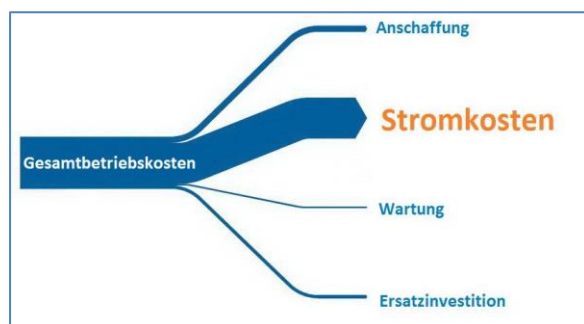 Anschaffung
Stromkosten
Gesamtbetriebskosten
Wartung
Ersatzinvestition